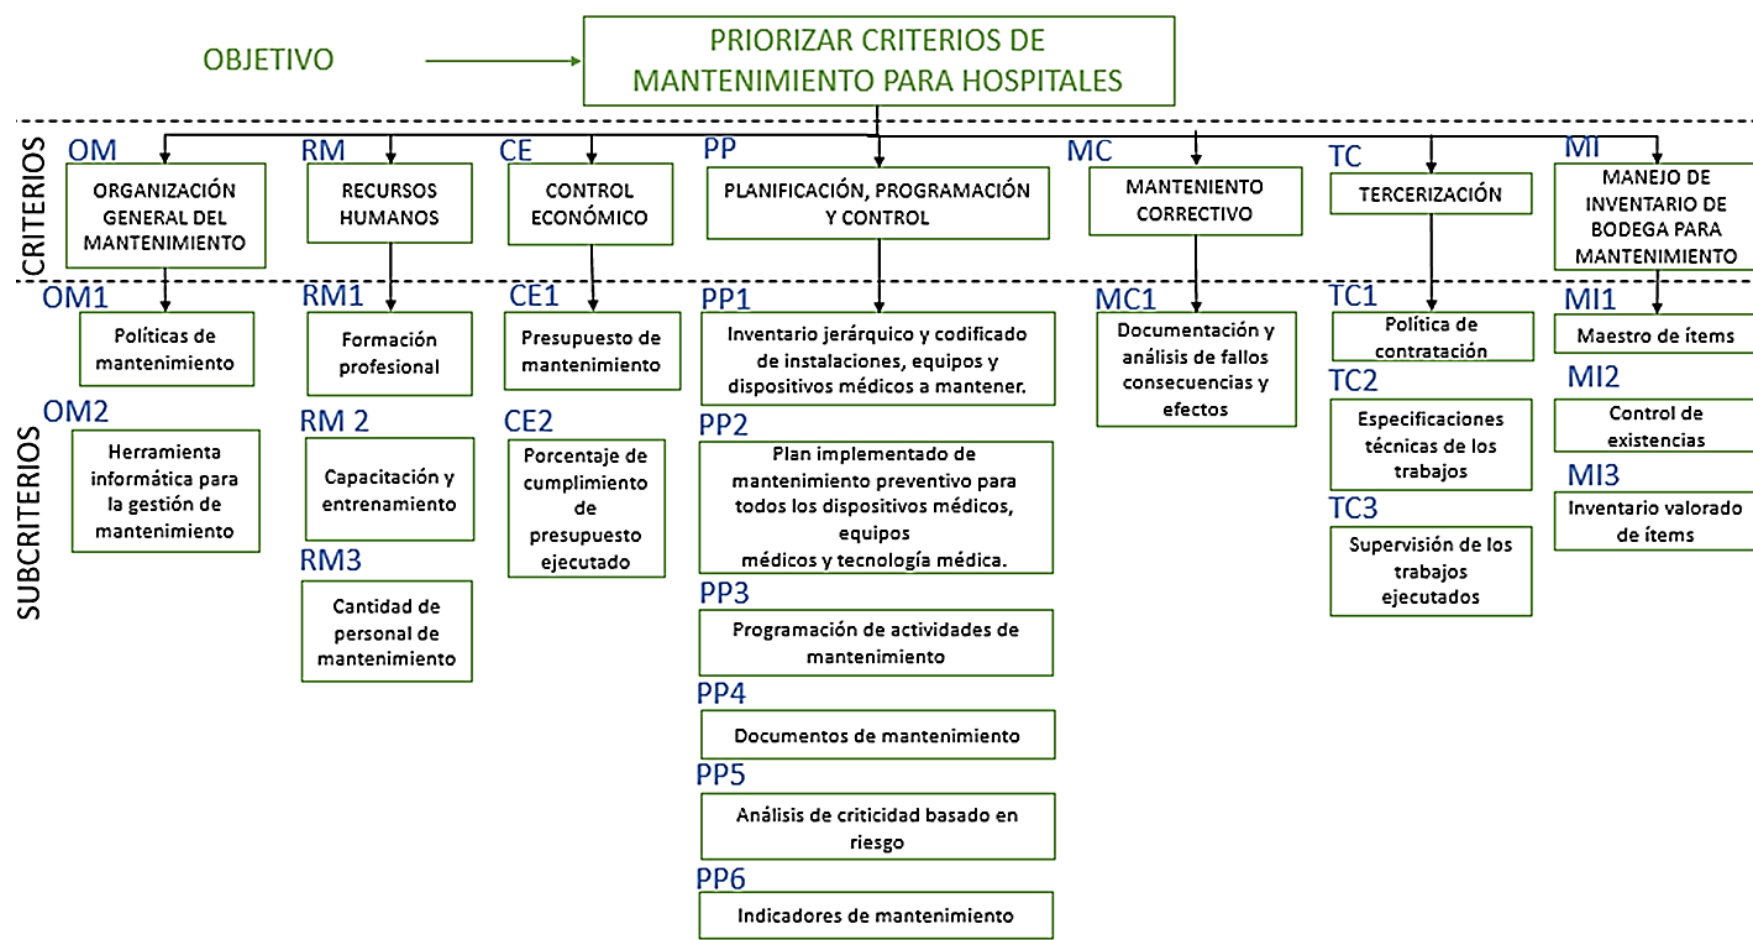 OBJETIVO
PRIORIZAR CRITERIOS DE
MANTENIMIENTO PARA HOSPITALES
CRITERIOS
OM
ORGANIZACIÓN
GENERAL DEL
MANTENIMIENTO
RM
RECURSOS
HUMANOS
CE
CONTROL
ECONÓMICO
PP
PLANIFICACIÓN, PROGRAMACIÓN
Y CONTROL
MC
MANTENIENTO
CORRECTIVO
TC
TERCERIZACIÓN
MI
MANEJO DE
INVENTARIO DE
BODEGA PARA
MANTENIMIENTO
SUBCRITERIOS
OM1
Políticas de
mantenimiento
OM2
Herramienta
informática para
la gestión de
mantenimiento
RM1
Formación
profesional
RM 2
Capacitación y
entrenamiento
RM3
Cantidad de
personal de
mantenimiento
CE1
Presupuesto de
mantenimiento
CE2
Porcentaje de
cumplimiento
de
presupuesto
ejecutado
PP1
Inventario jerárquico y codificado
de instalaciones, equipos y
dispositivos médicos a mantener.
PP2
Plan implementado de
mantenimiento preventivo para
todos los dispositivos médicos,
equipos
médicos y tecnología médica.
PP3
Programación de actividades de
mantenimiento
PP4
Documentos de mantenimiento
PP5
Análisis de criticidad basado en
riesgo
PP6
Indicadores de mantenimiento
MC1
Documentación y
análisis de fallos
consecuencias y
efectos
TC1
Política de
contratación
TC2
Especificaciones
técnicas de los
trabajos
TC3
Supervisión de los
trabajos
ejecutados
MI1
Maestro de ítems
MI2
Control de
existencias
MI3
Inventario valorado
de ítems